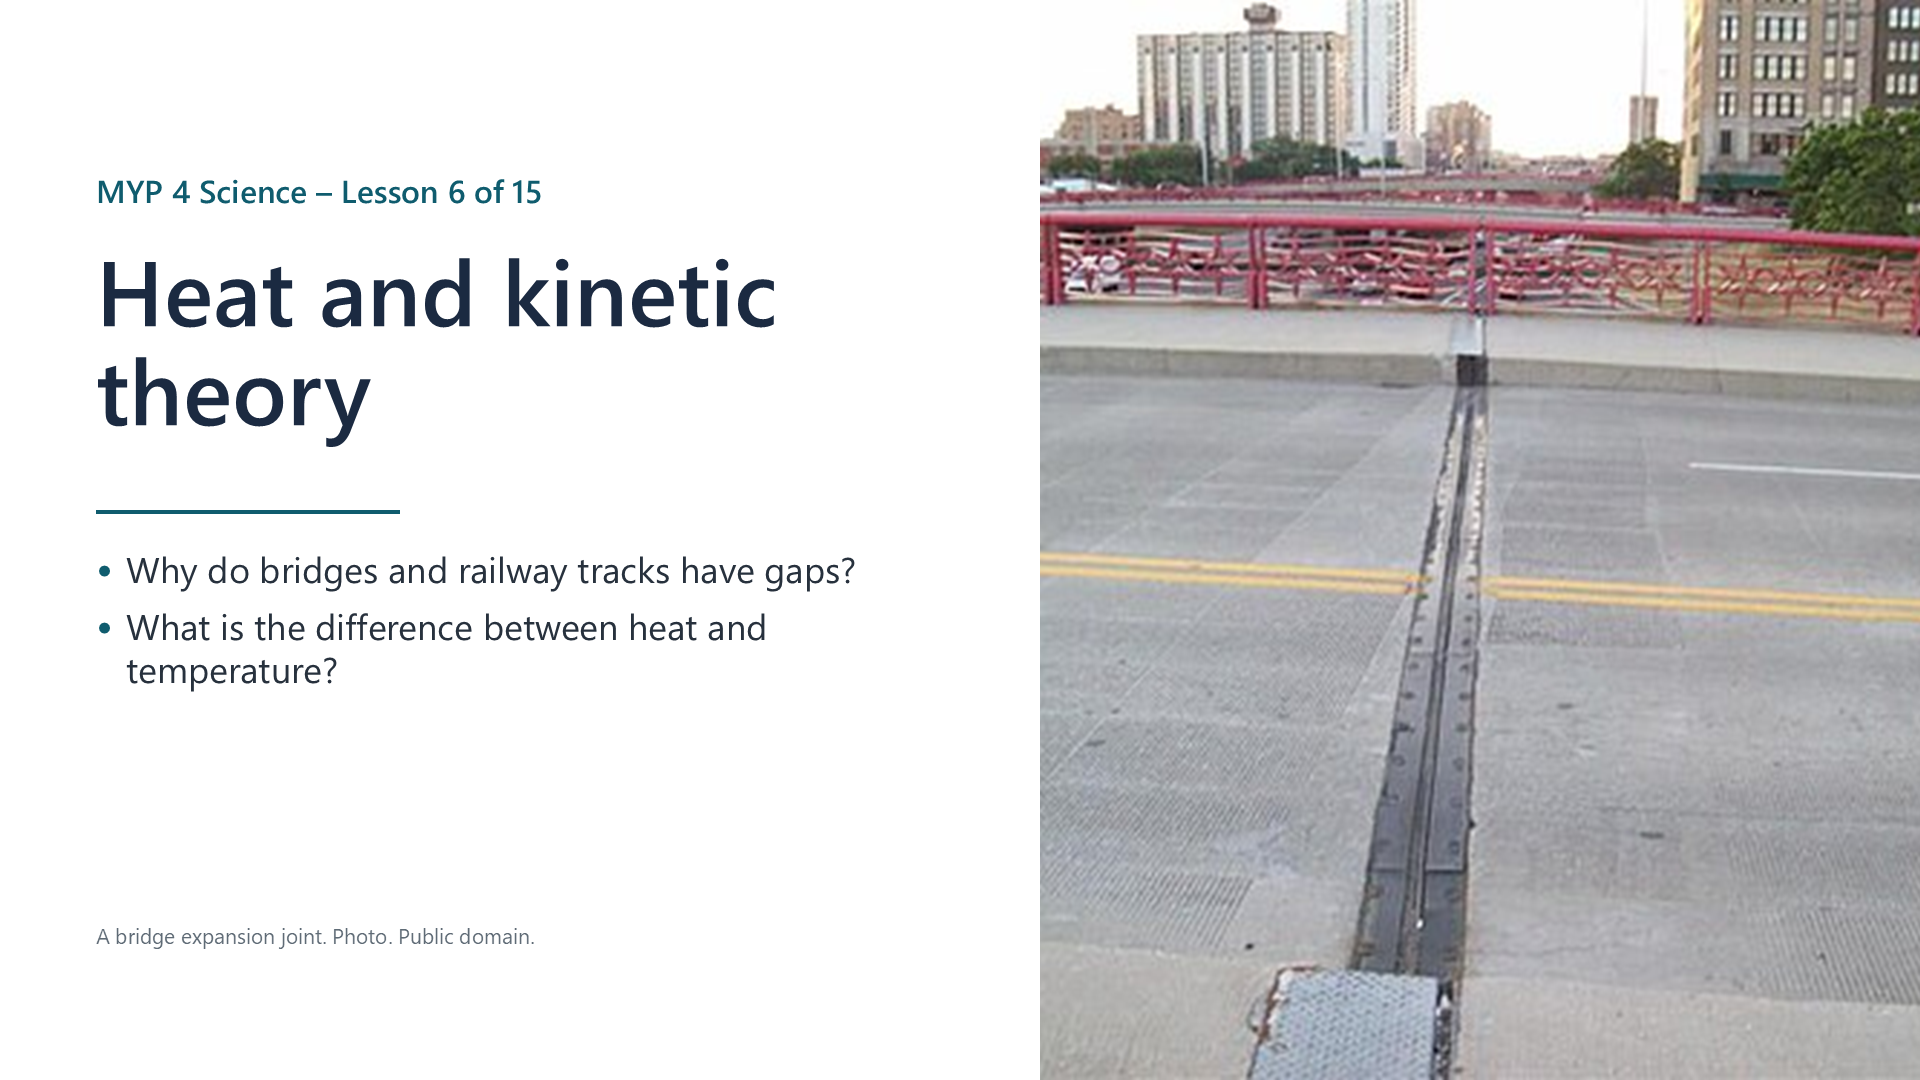 MYP 4 Science – Lesson 6 of 15
Heat and kinetic
theory
• Why do bridges and railway tracks have gaps?
• What is the difference between heat and
temperature?
A bridge expansion joint. Photo. Public domain.